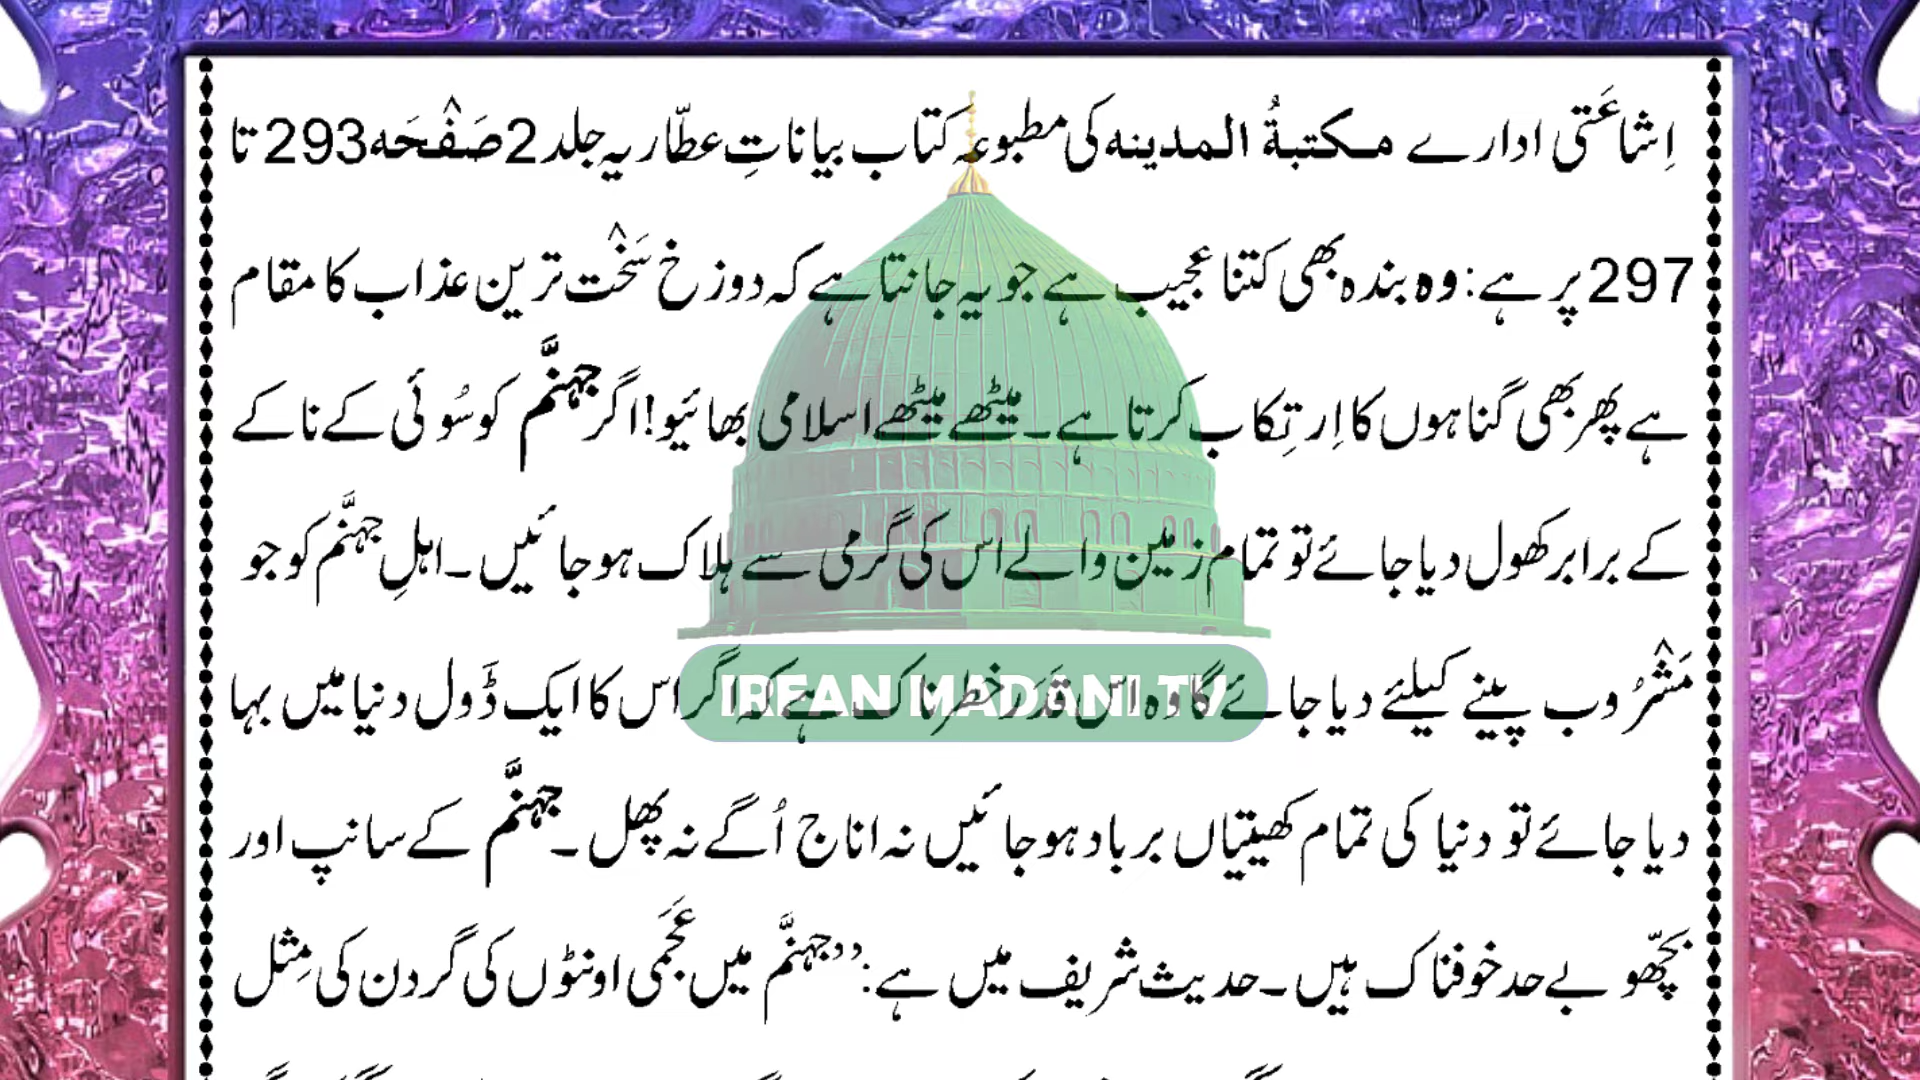 اِشاعَتی ادارے مکتبۃُ المدینہ کی مطبوعہ کتاب بیاناتِ عطّاریہ جلد 2 صَفْحَہ 293 تا
297 پر ہے: وہ بندہ بھی کتنا عجیب ہے جو یہ جانتا ہے کہ دوزخ سَخْت ترین عذاب کا مقام
ہے پھر بھی گناہوں کا اِرتِکاب کرتا ہے۔ میٹھے میٹھے اسلامی بھائیو! اگر جہنَّم کو سُوئی کے ناکے
کے برابر کھول دیا جائے تو تمام زمین والے اس کی گرمی سے ہلاک ہوجائیں۔ اہلِ جہنَّم کو جو
مَشْرُوب پینے کیلئے دیا جائے گا وہ اس قَدَر خطرناک ہے کہ اگر اس کا ایک ڈَول دنیا میں بہا
IRFAN MADANI TV
دیا جائے تو دنیا کی تمام کھیتیاں برباد ہوجائیں نہ اناج اُگے نہ پھل۔ جہنَّم کے سانپ اور
بچّھو بے حد خوفناک ہیں۔ حدیث شریف میں ہے: ’’جہنَّم میں عَجَمی اونٹوں کی گردن کی مِثل